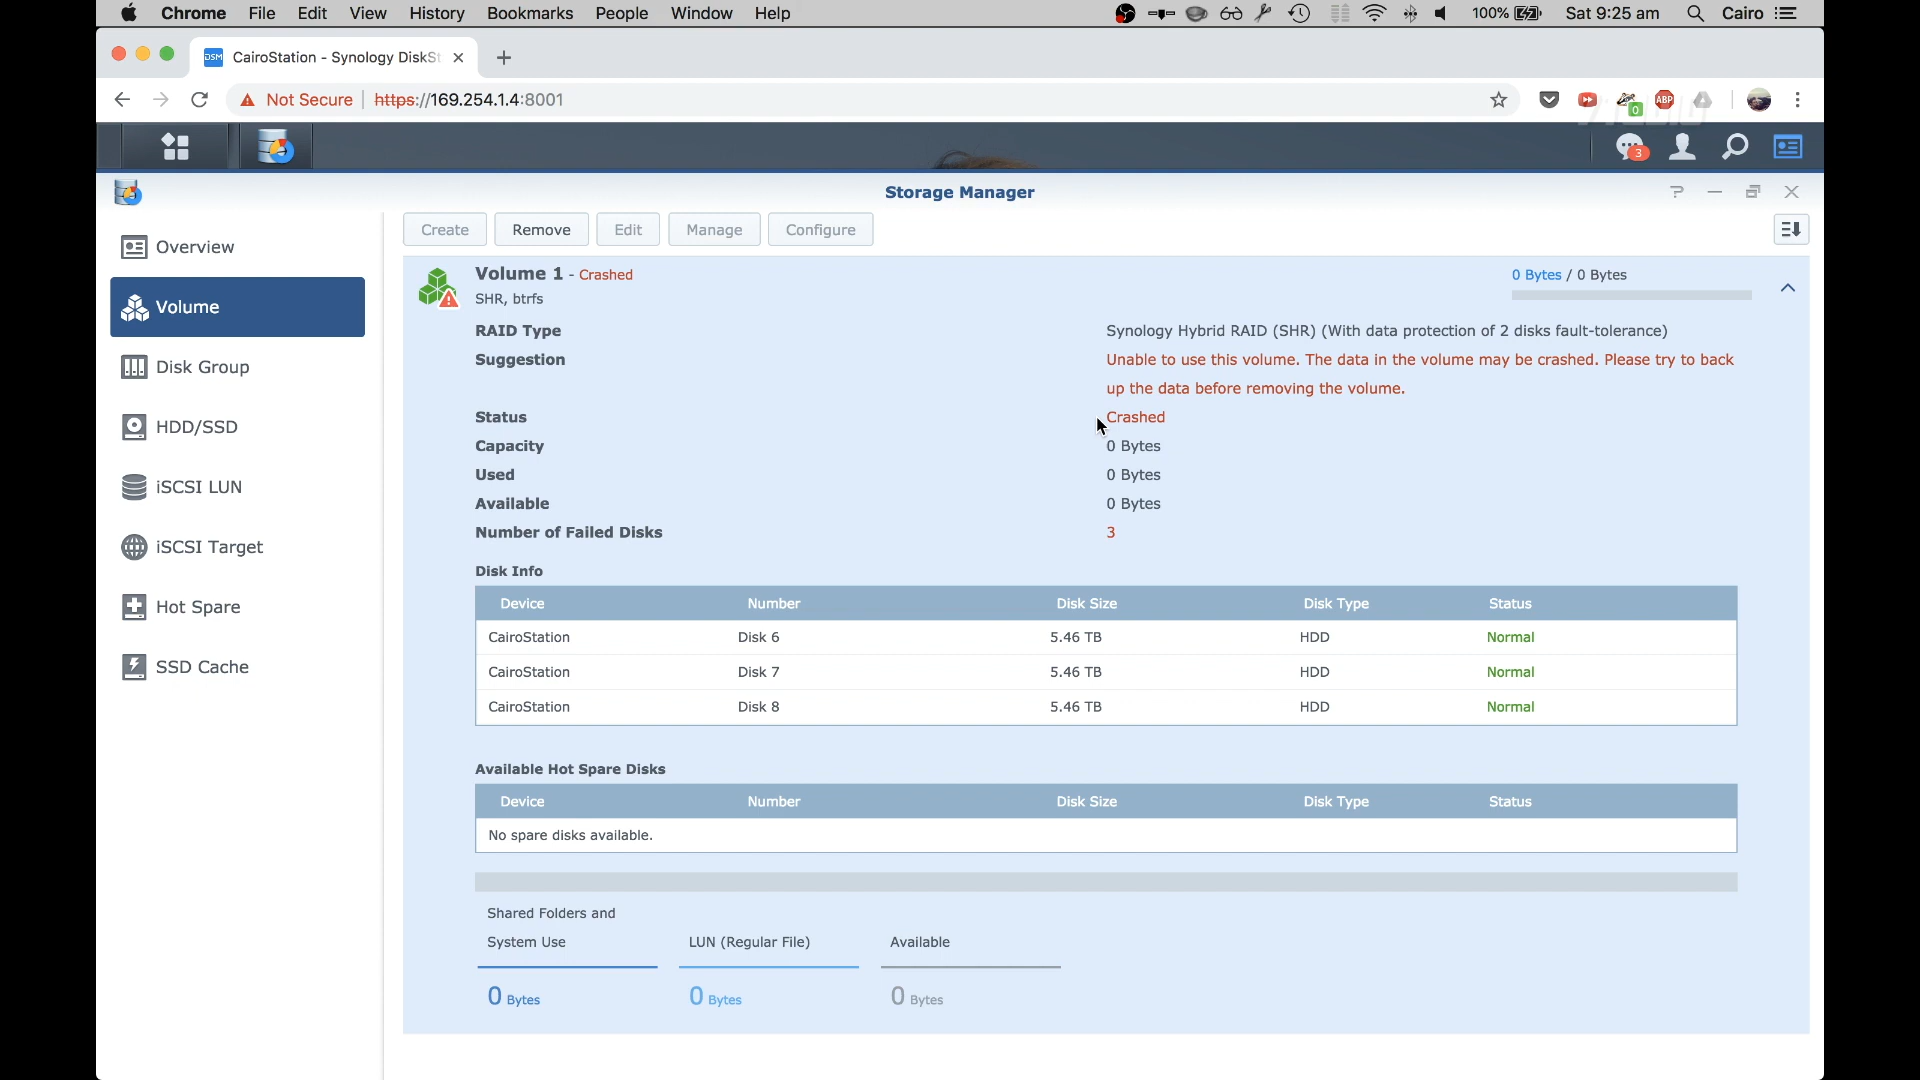 Chrome File Edit View History Bookmarks People Window Help 100% Sat 9:25 am Cairo
DSM CairoStation - Synology DiskSt
Not Secure https://169.254.1.4:8001 0 ABP
3
Storage Manager
Overview
Volume
Disk Group
HDD/SSD
iSCSI LUN
iSCSI Target
Hot Spare
SSD Cache
Create Remove Edit Manage Configure
Volume 1 - Crashed 0 Bytes / 0 Bytes
SHR, btrfs
RAID Type Synology Hybrid RAID (SHR) (With data protection of 2 disks fault-tolerance)
Suggestion Unable to use this volume. The data in the volume may be crashed. Please try to back
up the data before removing the volume.
Status Crashed
Capacity 0 Bytes
Used 0 Bytes
Available 0 Bytes
Number of Failed Disks 3
Disk Info
Device Number Disk Size Disk Type Status
CairoStation Disk 6 5.46 TB HDD Normal
CairoStation Disk 7 5.46 TB HDD Normal
CairoStation Disk 8 5.46 TB HDD Normal
Available Hot Spare Disks
Device Number Disk Size Disk Type Status
No spare disks available.
Shared Folders and
System Use LUN (Regular File) Available
0 Bytes 0 Bytes 0 Bytes